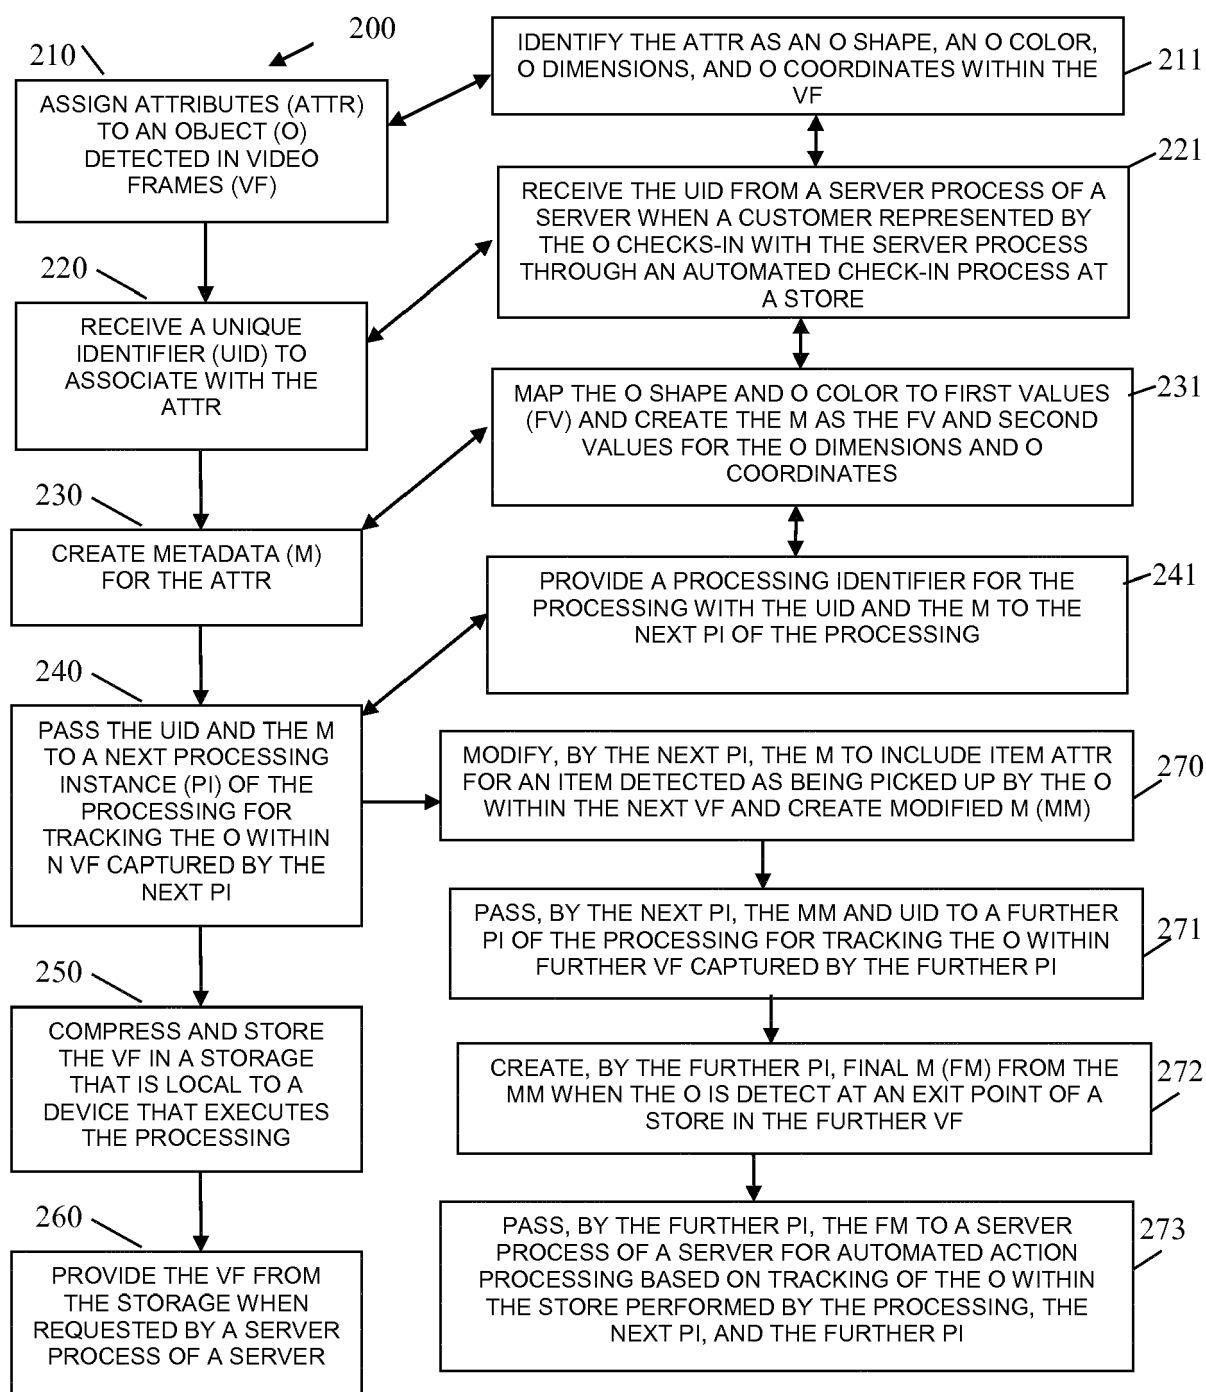 200
210
ASSIGN ATTRIBUTES (ATTR)
TO AN OBJECT (O)
DETECTED IN VIDEO
FRAMES (VF)
IDENTIFY THE ATTR AS AN O SHAPE, AN O COLOR,
O DIMENSIONS, AND O COORDINATES WITHIN THE
VF
211
220
RECEIVE A UNIQUE
IDENTIFIER (UID) TO
ASSOCIATE WITH THE
ATTR
221
RECEIVE THE UID FROM A SERVER PROCESS OF A
SERVER WHEN A CUSTOMER REPRESENTED BY
THE O CHECKS-IN WITH THE SERVER PROCESS
THROUGH AN AUTOMATED CHECK-IN PROCESS AT
A STORE
230
CREATE METADATA (M)
FOR THE ATTR
231
MAP THE O SHAPE AND O COLOR TO FIRST VALUES
(FV) AND CREATE THE M AS THE FV AND SECOND
VALUES FOR THE O DIMENSIONS AND O
COORDINATES
240
PASS THE UID AND THE M
TO A NEXT PROCESSING
INSTANCE (PI) OF THE
PROCESSING FOR
TRACKING THE O WITHIN
N VF CAPTURED BY THE
NEXT PI
241
PROVIDE A PROCESSING IDENTIFIER FOR THE
PROCESSING WITH THE UID AND THE M TO THE
NEXT PI OF THE PROCESSING
250
COMPRESS AND STORE
THE VF IN A STORAGE
THAT IS LOCAL TO A
DEVICE THAT EXECUTES
THE PROCESSING
260
PROVIDE THE VF FROM
THE STORAGE WHEN
REQUESTED BY A SERVER
PROCESS OF A SERVER
MODIFY, BY THE NEXT PI, THE M TO INCLUDE ITEM ATTR
FOR AN ITEM DETECTED AS BEING PICKED UP BY THE O
WITHIN THE NEXT VF AND CREATE MODIFIED M (MM)
270
PASS, BY THE NEXT PI, THE MM AND UID TO A FURTHER
PI OF THE PROCESSING FOR TRACKING THE O WITHIN
FURTHER VF CAPTURED BY THE FURTHER PI
271
CREATE, BY THE FURTHER PI, FINAL M (FM) FROM THE
MM WHEN THE O IS DETECT AT AN EXIT POINT OF A
STORE IN THE FURTHER VF
272
PASS, BY THE FURTHER PI, THE FM TO A SERVER
PROCESS OF A SERVER FOR AUTOMATED ACTION
PROCESSING BASED ON TRACKING OF THE O WITHIN
THE STORE PERFORMED BY THE PROCESSING, THE
NEXT PI, AND THE FURTHER PI
273